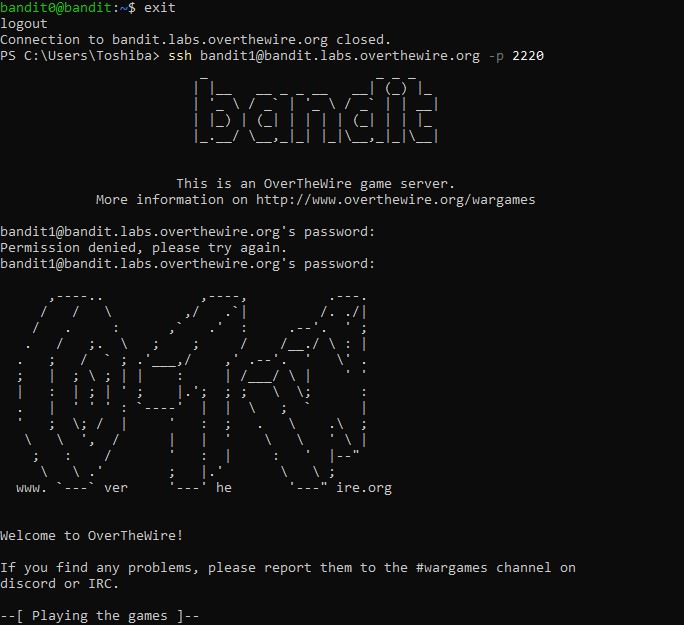 bandit0@bandit:~$ exit
logout
Connection to bandit.labs.overthewire.org closed.
PS C:\Users\Toshiba> ssh bandit1@bandit.labs.overthewire.org -p 2220
bandit
This is an OverTheWire game server.
More information on http://www.overthewire.org/wargames
bandit1@bandit.labs.overthewire.org's password:
Permission denied, please try again.
bandit1@bandit.labs.overthewire.org's password:
www. ver he ire.org
Welcome to OverTheWire!
If you find any problems, please report them to the #wargames channel on
discord or IRC.
--[ Playing the games ]--